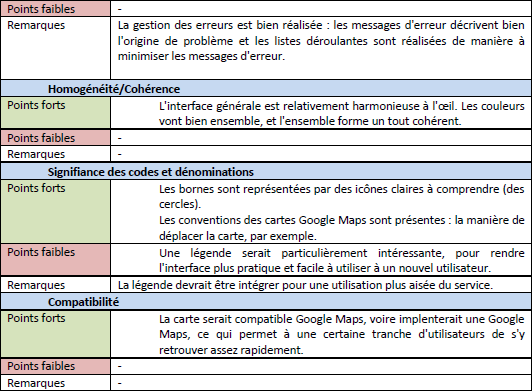 Points faibles -
Remarques La gestion des erreurs est bien réalisée : les messages d'erreur décrivent bien
l'origine de problème et les listes déroulantes sont réalisées de manière à
minimiser les messages d'erreur.
Homogénéité/Cohérence
Points forts L'interface générale est relativement harmonieuse à l'œil. Les couleurs
vont bien ensemble, et l'ensemble forme un tout cohérent.
Points faibles -
Remarques -
Signifiance des codes et dénominations
Points forts Les bornes sont représentées par des icônes claires à comprendre (des
cercles).
Les conventions des cartes Google Maps sont présentes : la manière de
déplacer la carte, par exemple.
Points faibles Une légende serait particulièrement intéressante, pour rendre
l'interface plus pratique et facile à utiliser à un nouvel utilisateur.
Remarques La légende devrait être intégrer pour une utilisation plus aisée du service.
Compatibilité
Points forts La carte serait compatible Google Maps, voire implenterait une Google
Maps, ce qui permet à une certaine tranche d'utilisateurs de s'y
retrouver assez rapidement.
Points faibles -
Remarques -